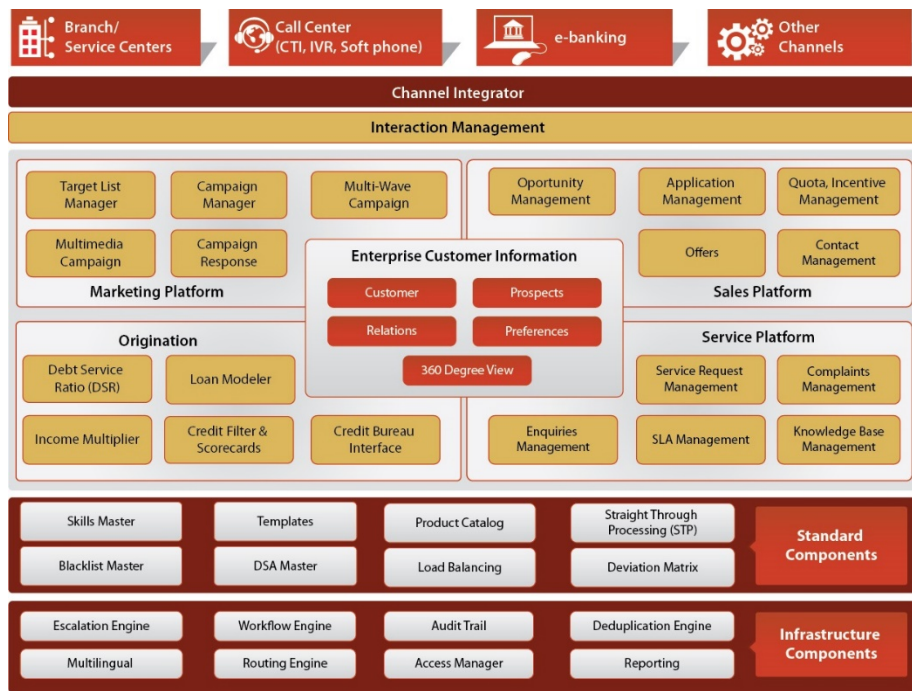 Branch/
Service Centers
Call Center
(CTI, IVR, Soft phone)
e-banking
Other
Channels
Channel Integrator
Interaction Management
Target List
Manager
Campaign
Manager
Multi-Wave
Campaign
Multimedia
Campaign
Campaign
Response
Marketing Platform
Oportunity
Management
Application
Management
Quota, Incentive
Management
Offers
Contact
Management
Sales Platform
Enterprise Customer Information
Customer
Prospects
Relations
Preferences
360 Degree View
Origination
Debt Service
Ratio (DSR)
Loan Modeler
Income Multiplier
Credit Filter &
Scorecards
Credit Bureau
Interface
Service Platform
Service Request
Management
Complaints
Management
Enquiries
Management
SLA Management
Knowledge Base
Management
Skills Master
Templates
Product Catalog
Straight Through
Processing (STP)
Blacklist Master
DSA Master
Load Balancing
Deviation Matrix
Standard
Components
Escalation Engine
Workflow Engine
Audit Trail
Deduplication Engine
Multilingual
Routing Engine
Access Manager
Reporting
Infrastructure
Components